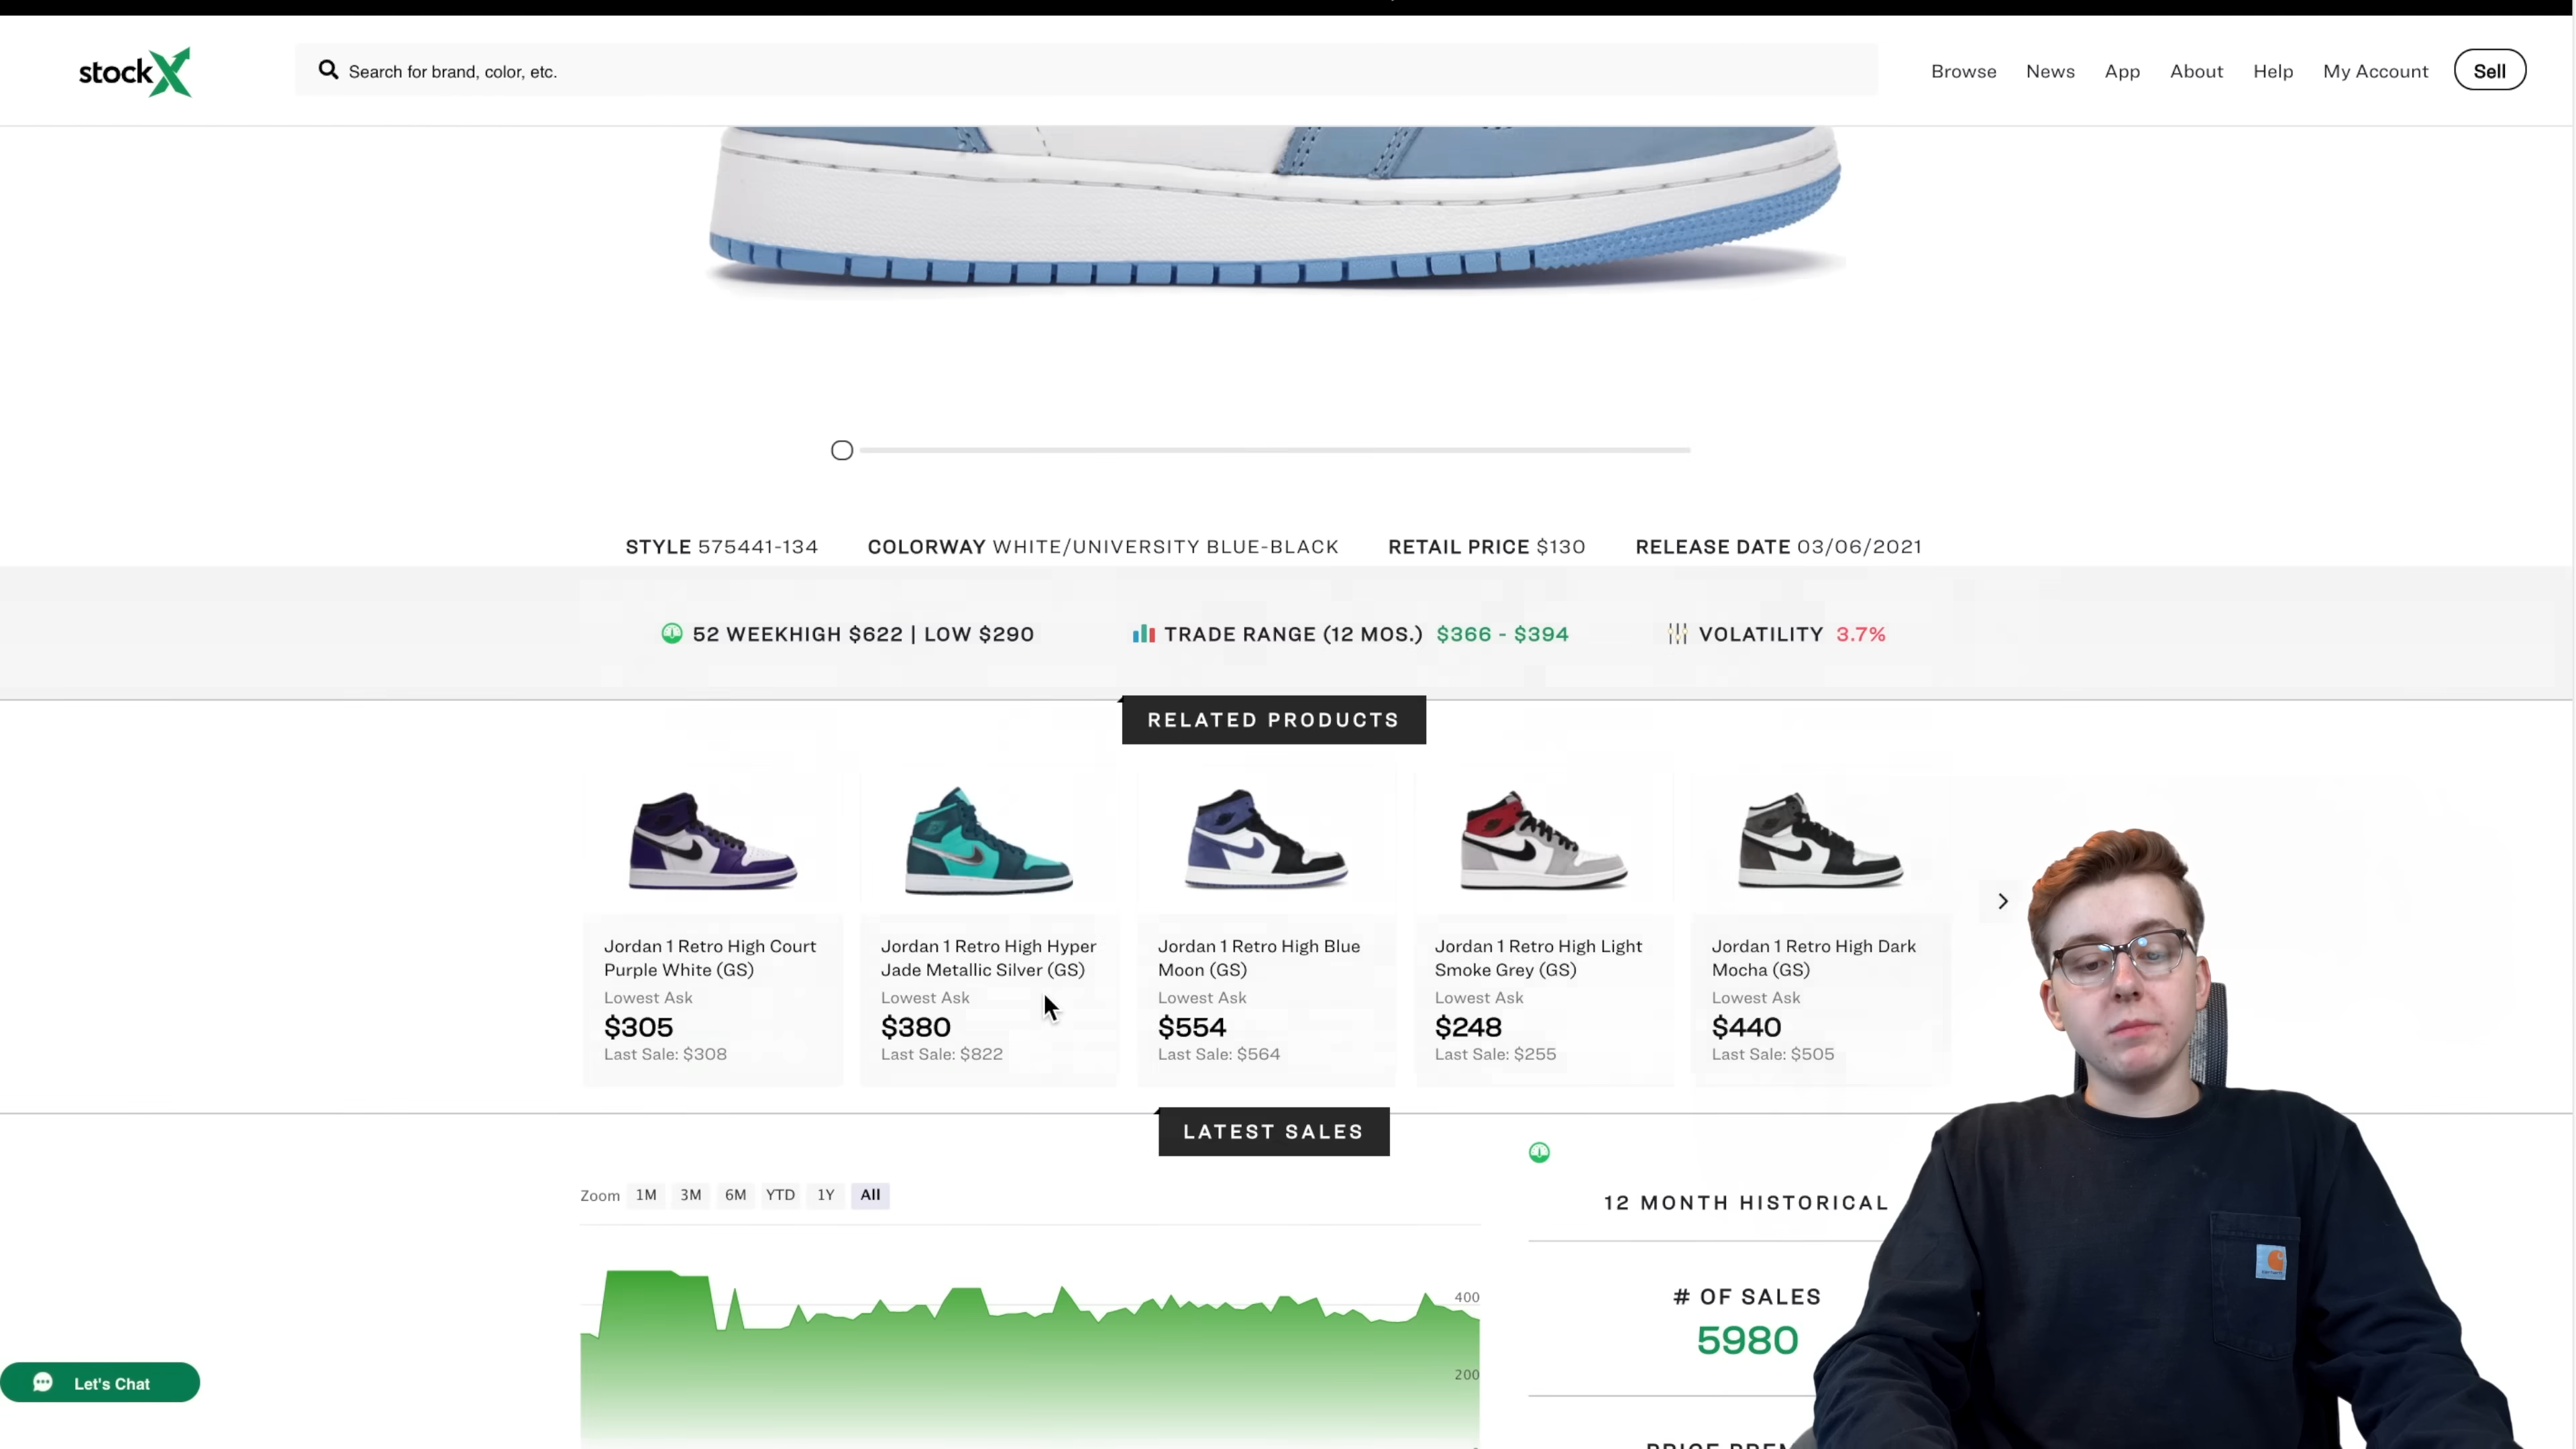 stockX
Search for brand, color, etc.
Browse News App About Help My Account Sell
STYLE 575441-134 COLORWAY WHITE/UNIVERSITY BLUE-BLACK RETAIL PRICE $130 RELEASE DATE 03/06/2021
52 WEEKHIGH $622 | LOW $290 TRADE RANGE (12 MOS.) $366 - $394 VOLATILITY 3.7%
RELATED PRODUCTS
Jordan 1 Retro High Court
Purple White (GS)
Lowest Ask
$305
Last Sale: $308
Jordan 1 Retro High Hyper
Jade Metallic Silver (GS)
Lowest Ask
$380
Last Sale: $822
Jordan 1 Retro High Blue
Moon (GS)
Lowest Ask
$554
Last Sale: $564
Jordan 1 Retro High Light
Smoke Grey (GS)
Lowest Ask
$248
Last Sale: $255
Jordan 1 Retro High Dark
Mocha (GS)
Lowest Ask
$440
Last Sale: $505
LATEST SALES
Zoom 1M 3M 6M YTD 1Y All
400
200
12 MONTH HISTORICAL
# OF SALES
5980
Let's Chat